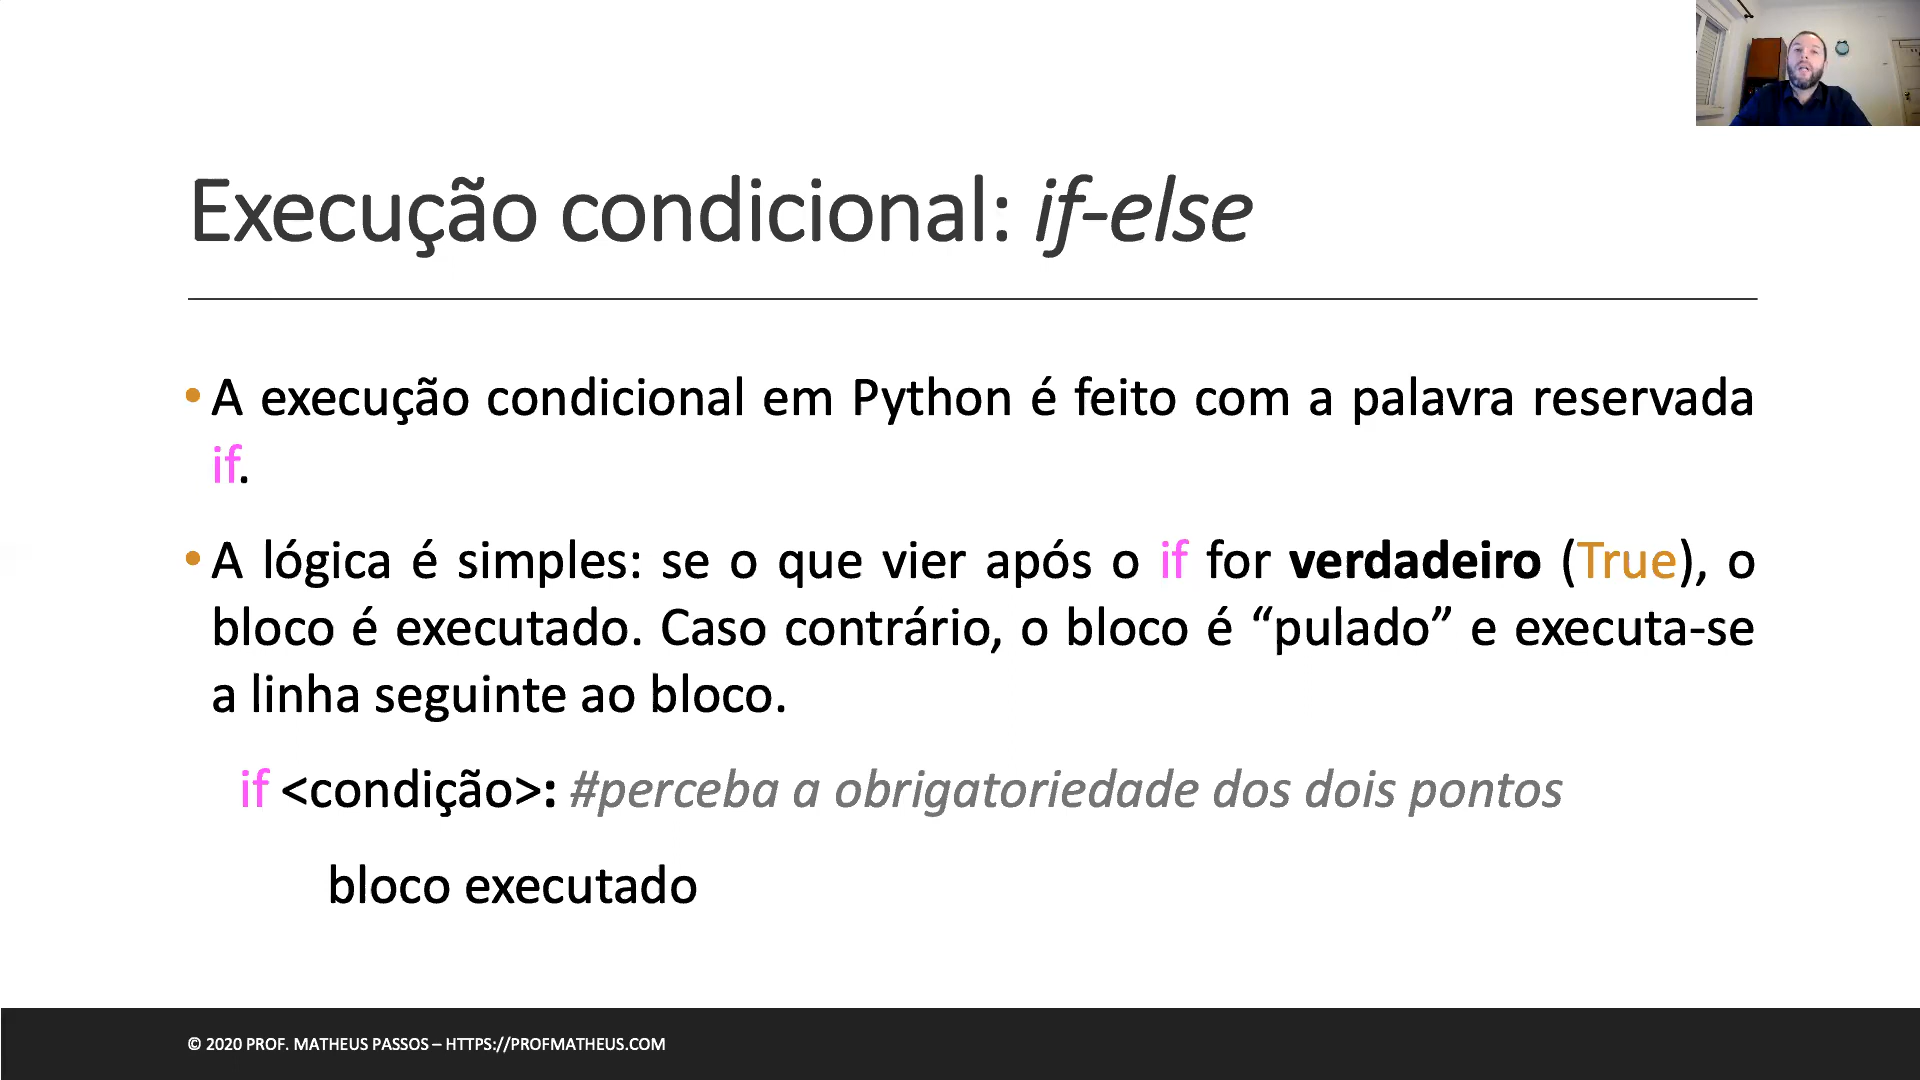 Execução condicional: if-else
• A execução condicional em Python é feito com a palavra reservada
if.
• A lógica é simples: se o que vier após o if for verdadeiro (True), o
bloco é executado. Caso contrário, o bloco é “pulado” e executa-se
a linha seguinte ao bloco.
if <condição>: #perceba a obrigatoriedade dos dois pontos
bloco executado
© 2020 PROF. MATHEUS PASSOS – HTTPS://PROFMATHEUS.COM